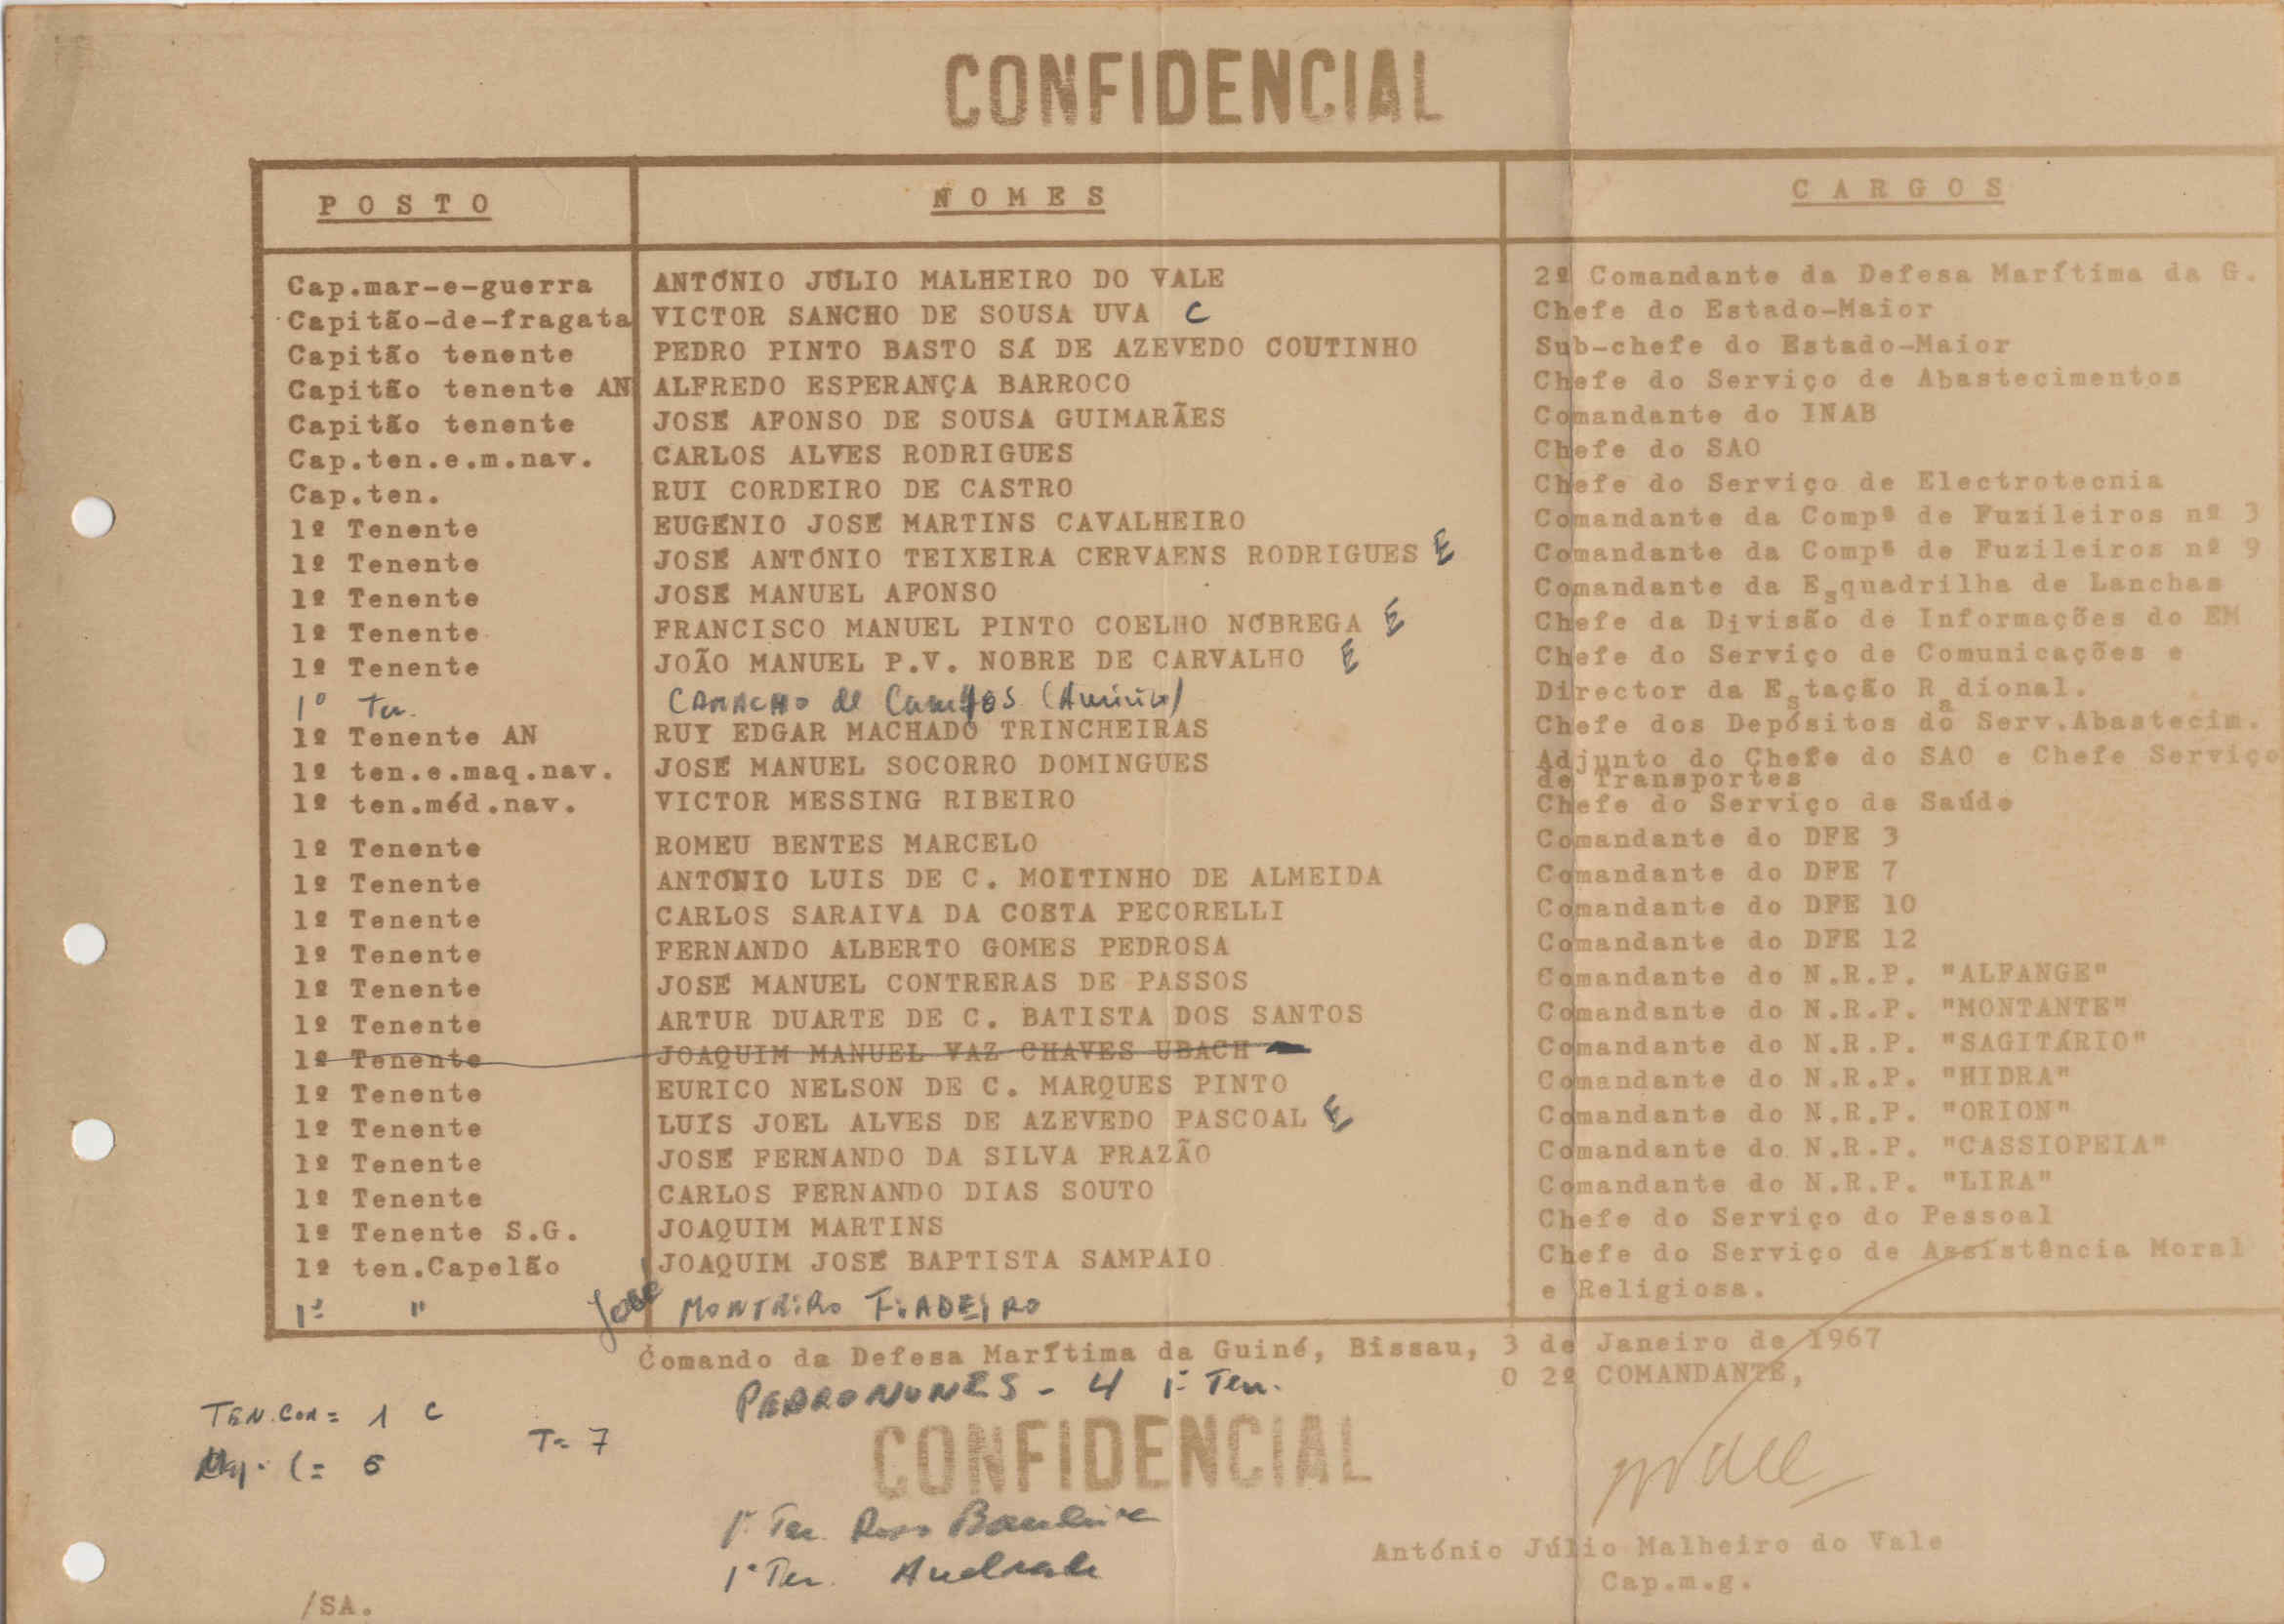 CONFIDENCIAL
POSTO NOMES CARGOS
Cap.mar-e-guerra ANTÓNIO JÚLIO MALHEIRO DO VALE 2º Comandante da Defesa Marítima da G.
Capitão-de-fragata VICTOR SANCHO DE SOUSA UVA C Chefe do Estado-Maior
Capitão tenente PEDRO PINTO BASTO SÁ DE AZEVEDO COUTINHO Sub-chefe do Estado-Maior
Capitão tenente AN ALFREDO ESPERANÇA BARROCO Chefe do Serviço de Abastecimentos
Capitão tenente JOSÉ AFONSO DE SOUSA GUIMARÃES Comandante do INAB
Cap.ten.e.m.nav. CARLOS ALVES RODRIGUES Chefe do SAO
Cap.ten. RUI CORDEIRO DE CASTRO Chefe do Serviço de Electrotecnia
1º Tenente EUGÉNIO JOSÉ MARTINS CAVALHEIRO Comandante da Compª de Fuzileiros nº 3
1º Tenente JOSÉ ANTÓNIO TEIXEIRA CERVAENS RODRIGUES E Comandante da Compª de Fuzileiros nº 9
1º Tenente JOSÉ MANUEL AFONSO Comandante da Esquadrilha de Lanchas
1º Tenente FRANCISCO MANUEL PINTO COELHO NÓBREGA E Chefe da Divisão de Informações do EM
1º Tenente JOÃO MANUEL P.V. NOBRE DE CARVALHO E Chefe do Serviço de Comunicações e
1º Ten. CAMACHO de Campos Director da Estação Radional.
1º Tenente AN RUY EDGAR MACHADO TRINCHEIRAS Chefe dos Depósitos do Serv.Abastecim.
1º ten.e.maq.nav. JOSÉ MANUEL SOCORRO DOMINGUES Adjunto do Chefe do SAO e Chefe Serviço
de Transportes
1º ten.méd.nav. VICTOR MESSING RIBEIRO Chefe do Serviço de Saúde
1º Tenente ROMEU BENTES MARCELO Comandante do DFE 3
1º Tenente ANTÓNIO LUIS DE C. MOITINHO DE ALMEIDA Comandante do DFE 7
1º Tenente CARLOS SARAIVA DA COSTA PECORELLI Comandante do DFE 10
1º Tenente FERNANDO ALBERTO GOMES PEDROSA Comandante do DFE 12
1º Tenente JOSÉ MANUEL CONTRERAS DE PASSOS Comandante do N.R.P. "ALFANGE"
1º Tenente ARTUR DUARTE DE C. BATISTA DOS SANTOS Comandante do N.R.P. "MONTANTE"
1º Tenente JOAQUIM MANUEL VAZ CHAVES UBACH Comandante do N.R.P. "SAGITÁRIO"
1º Tenente EURICO NELSON DE C. MARQUES PINTO Comandante do N.R.P. "HIDRA"
1º Tenente LUÍS JOEL ALVES DE AZEVEDO PASCOAL E Comandante do N.R.P. "ORION"
1º Tenente JOSÉ FERNANDO DA SILVA FRAZÃO Comandante do N.R.P. "CASSIOPEIA"
1º Tenente CARLOS FERNANDO DIAS SOUTO Comandante do N.R.P. "LIRA"
1º Tenente S.G. JOAQUIM MARTINS Chefe do Serviço do Pessoal
1º ten.Capelão JOAQUIM JOSÉ BAPTISTA SAMPAIO Chefe do Serviço de Assistência Moral
e Religiosa.
1º " José MONTEIRO FIADEIRO
Comando da Defesa Marítima da Guiné, Bissau, 3 de Janeiro de 1967
O 2º COMANDANTE,
PEDRO NUNES - 4 1º Ten.
TEN.COR = 1 C
T= 7
C= 6
CONFIDENCIAL
1º Ten.
1º Ten. Andrade
António Júlio Malheiro do Vale
Cap.m.g.
/SA.